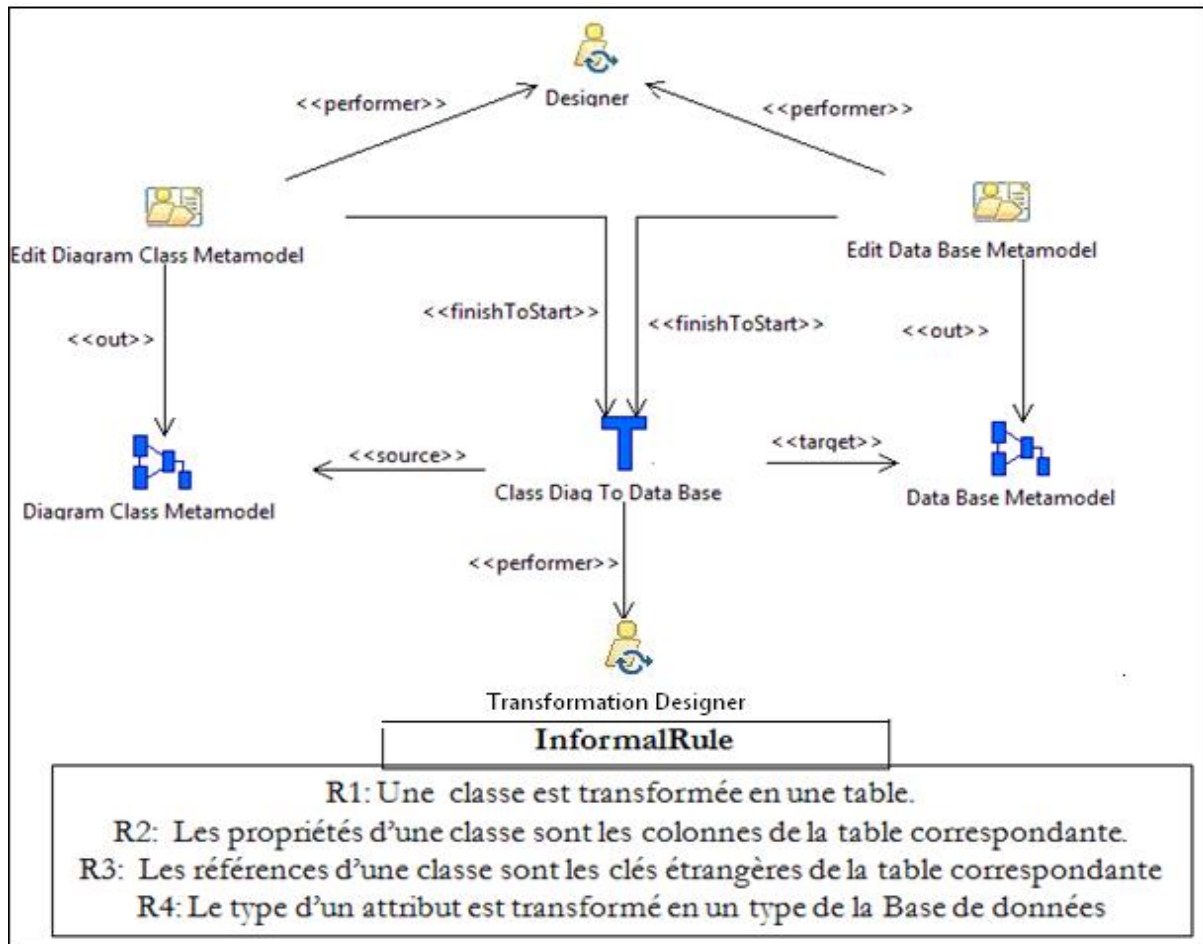 Designer
<<performer>>
<<performer>>
Edit Diagram Class Metamodel
Edit Data Base Metamodel
<<finishToStart>>
<<finishToStart>>
<<out>>
<<out>>
<<source>>
<<target>>
Diagram Class Metamodel
Class Diag To Data Base
Data Base Metamodel
<<performer>>
Transformation Designer
InformalRule
R1: Une classe est transformée en une table.
R2: Les propriétés d'une classe sont les colonnes de la table correspondante.
R3: Les références d'une classe sont les clés étrangères de la table correspondante
R4: Le type d'un attribut est transformé en un type de la Base de données